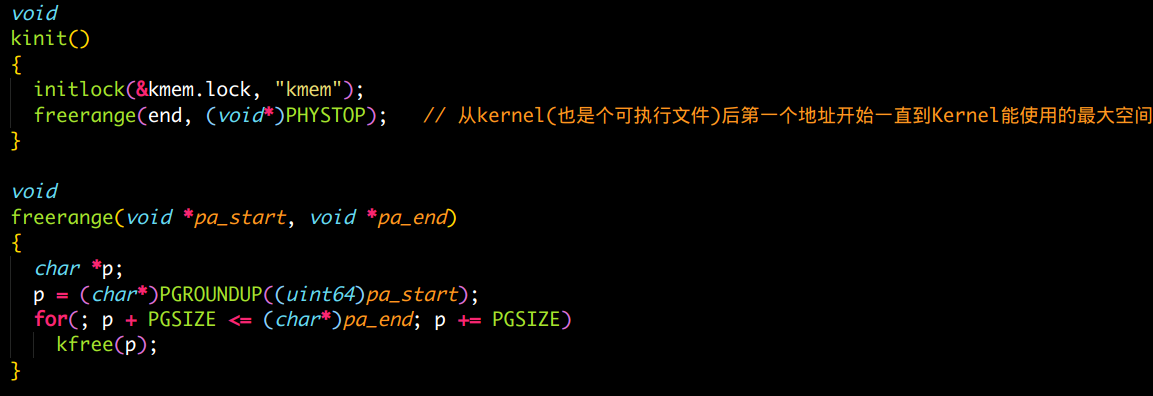 void
kinit()
{
  initlock(&kmem.lock, "kmem");
  freerange(end, (void*)PHYSTOP);   // 从kernel(也是个可执行文件)后第一个地址开始一直到Kernel能使用的最大空间
}

void
freerange(void *pa_start, void *pa_end)
{
  char *p;
  p = (char*)PGROUNDUP((uint64)pa_start);
  for(; p + PGSIZE <= (char*)pa_end; p += PGSIZE)
    kfree(p);
}